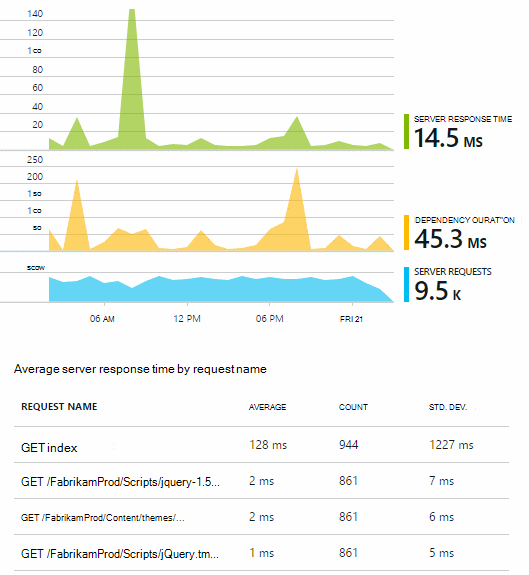 140
120
1co
80
60
40
20
SERVER RESPONSE TIME
14.5 MS
250
200
1so
1co
so
DEPENDENCY OURAT"ON
45.3 MS
scow
SERVER REQUESTS
9.5 K
06 AM 12 PM 06 PM FRI 21
Average server response time by request name
REQUEST NAME AVERAGE COUNT STD. DEV.
GET index 128 ms 944 1227 ms
GET /FabrikamProd/Scripts/jquery-1.5... 2 ms 861 7 ms
GET /FabrikamProd/Content/themes/... 2 ms 861 6 ms
GET /FabrikamProd/Scripts/jQuery.tm... 1 ms 861 5 ms